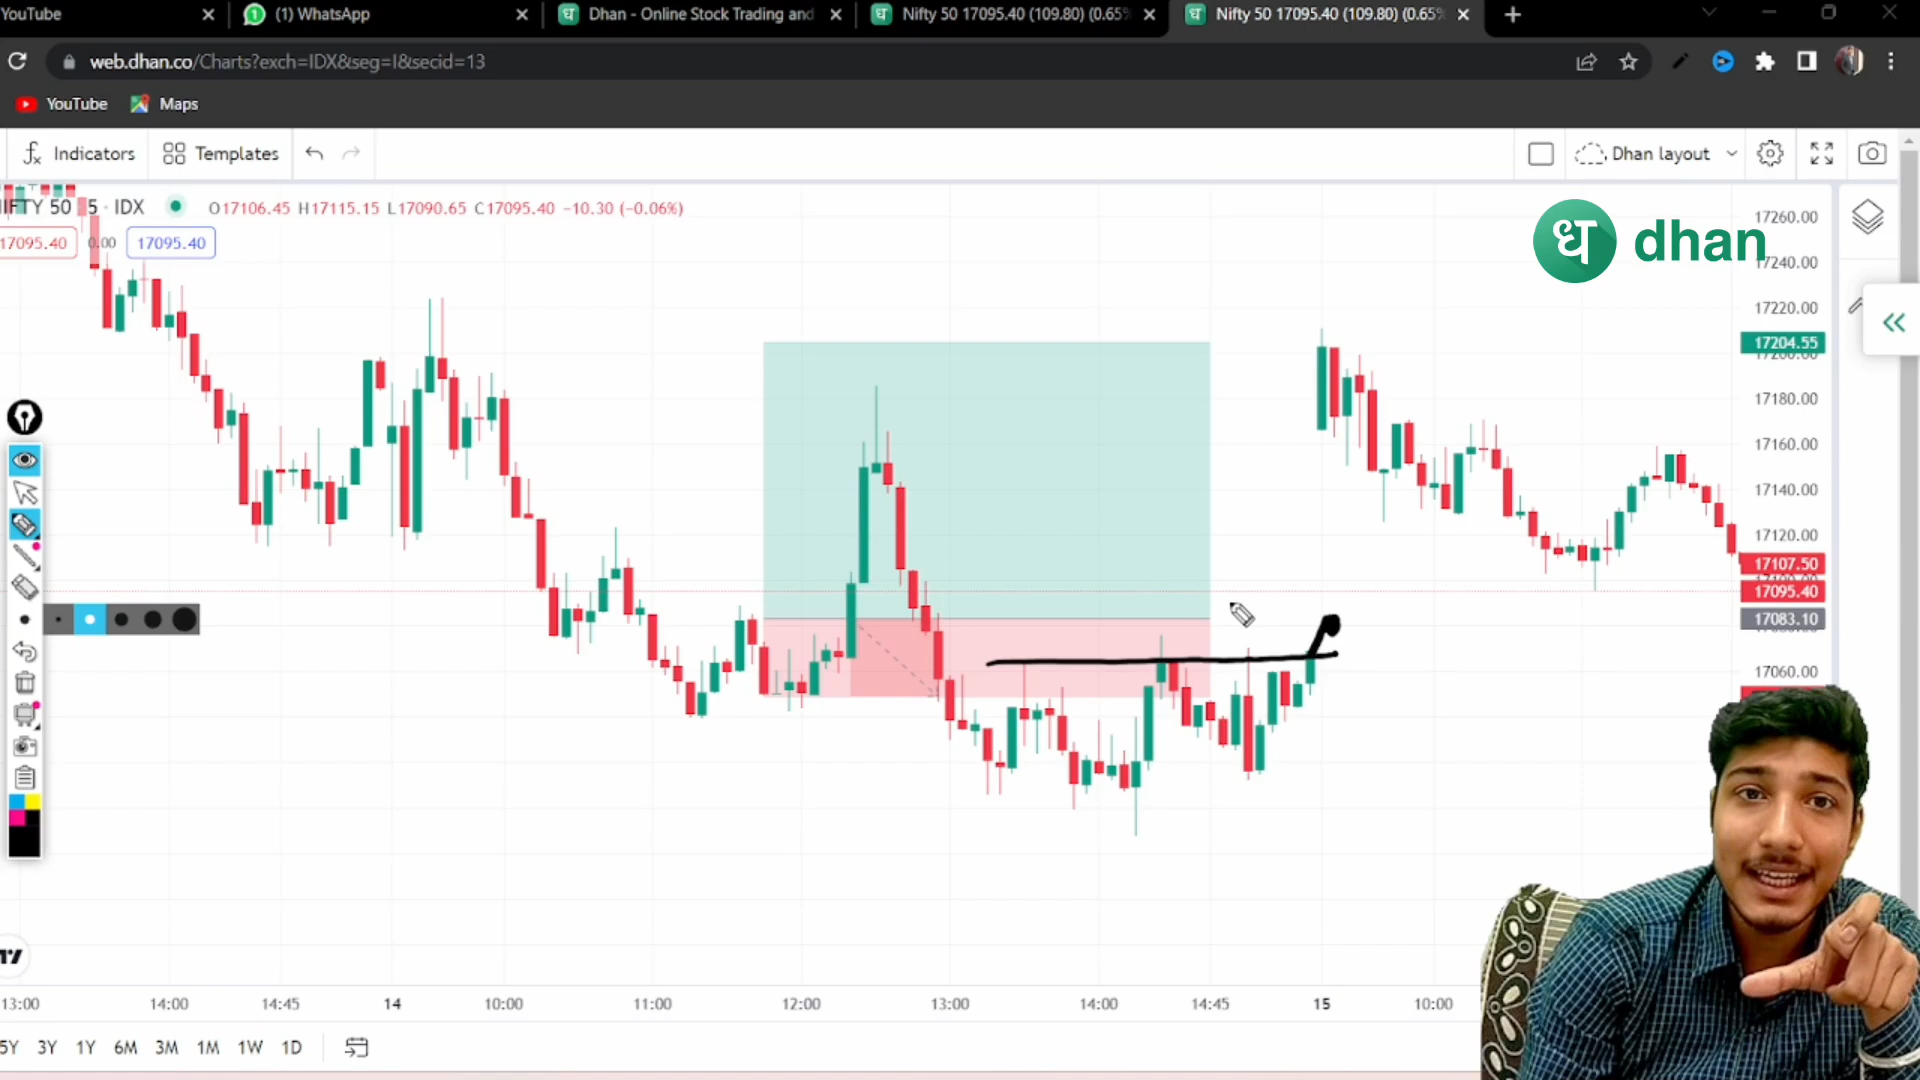 YouTube
(1) WhatsApp
Dhan - Online Stock Trading and
Nifty 50 17095.40 (109.80) (0.65%
Nifty 50 17095.40 (109.80) (0.65%
web.dhan.co/Charts?exch=IDX&seg=I&secid=13
YouTube
Maps
Indicators
Templates
Dhan layout
IFTY 50 5 · IDX
O17106.45 H17115.15 L17090.65 C17095.40 −10.30 (−0.06%)
17095.40
0.00
17095.40
ध dhan
17260.00
17240.00
17220.00
17204.55
17200.00
17180.00
17160.00
17140.00
17120.00
17107.50
17095.40
17083.10
17060.00
13:00 14:00 14:45 14 10:00 11:00 12:00 13:00 14:00 14:45 15 10:00
5Y 3Y 1Y 6M 3M 1M 1W 1D